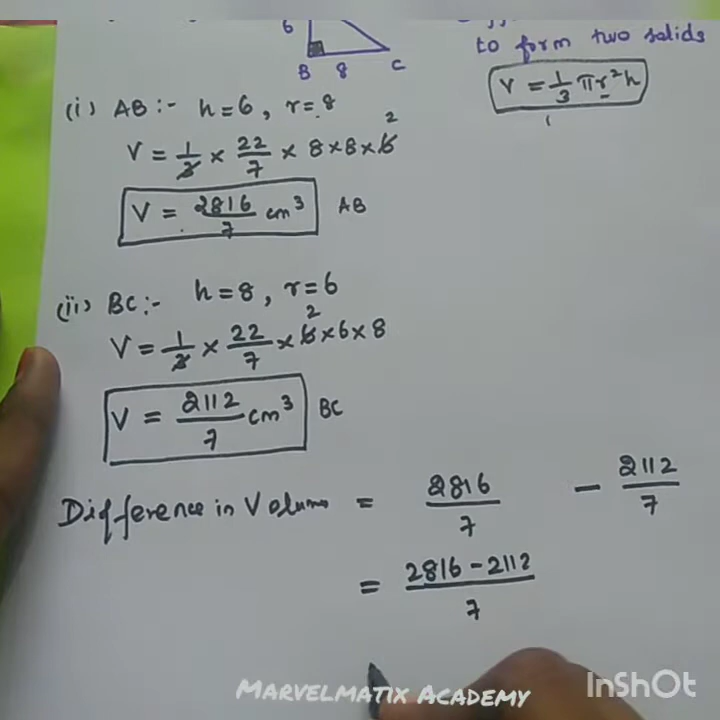 6
B 8 C
to form two solids
V = 1/3 πr²h
(i) AB:- h=6, r=8
V = 1/3 × 22/7 × 8×8×6 2
V = 2816/7 cm³ AB
(ii) BC:- h=8, r=6
V = 1/3 × 22/7 × 6×6×8 2
V = 2112/7 cm³ BC
Difference in Volume = 2816/7 - 2112/7
= 2816-2112/7
MARVELMATIX ACADEMY
InShOt